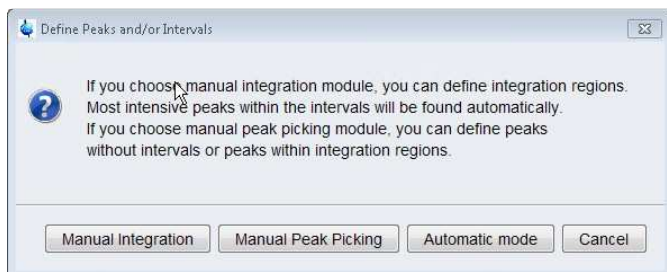 Define Peaks and/or Intervals
If you choose manual integration module, you can define integration regions.
Most intensive peaks within the intervals will be found automatically.
If you choose manual peak picking module, you can define peaks
without intervals or peaks within integration regions.
Manual Integration
Manual Peak Picking
Automatic mode
Cancel